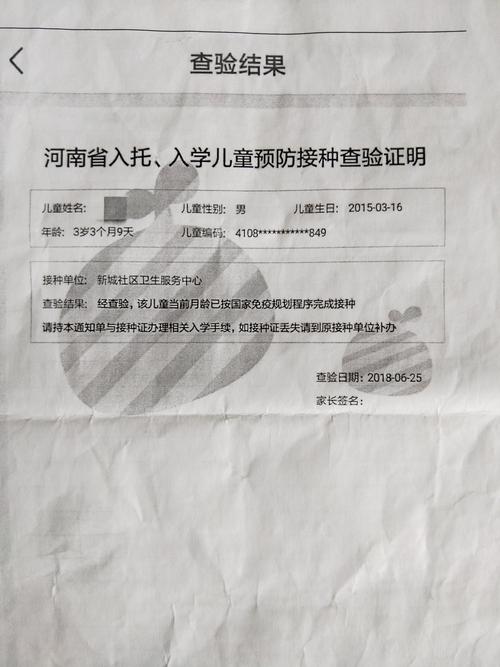 查验结果
河南省入托、入学儿童预防接种查验证明
儿童姓名: 儿童性别: 男 儿童生日: 2015-03-16
年龄: 3岁3个月9天 儿童编码: 4108***********849
接种单位: 新城社区卫生服务中心
查验结果: 经查验，该儿童当前月龄已按国家免疫规划程序完成接种
请持本通知单与接种证办理相关入学手续，如接种证丢失请到原接种单位补办
查验日期: 2018-06-25
家长签名: